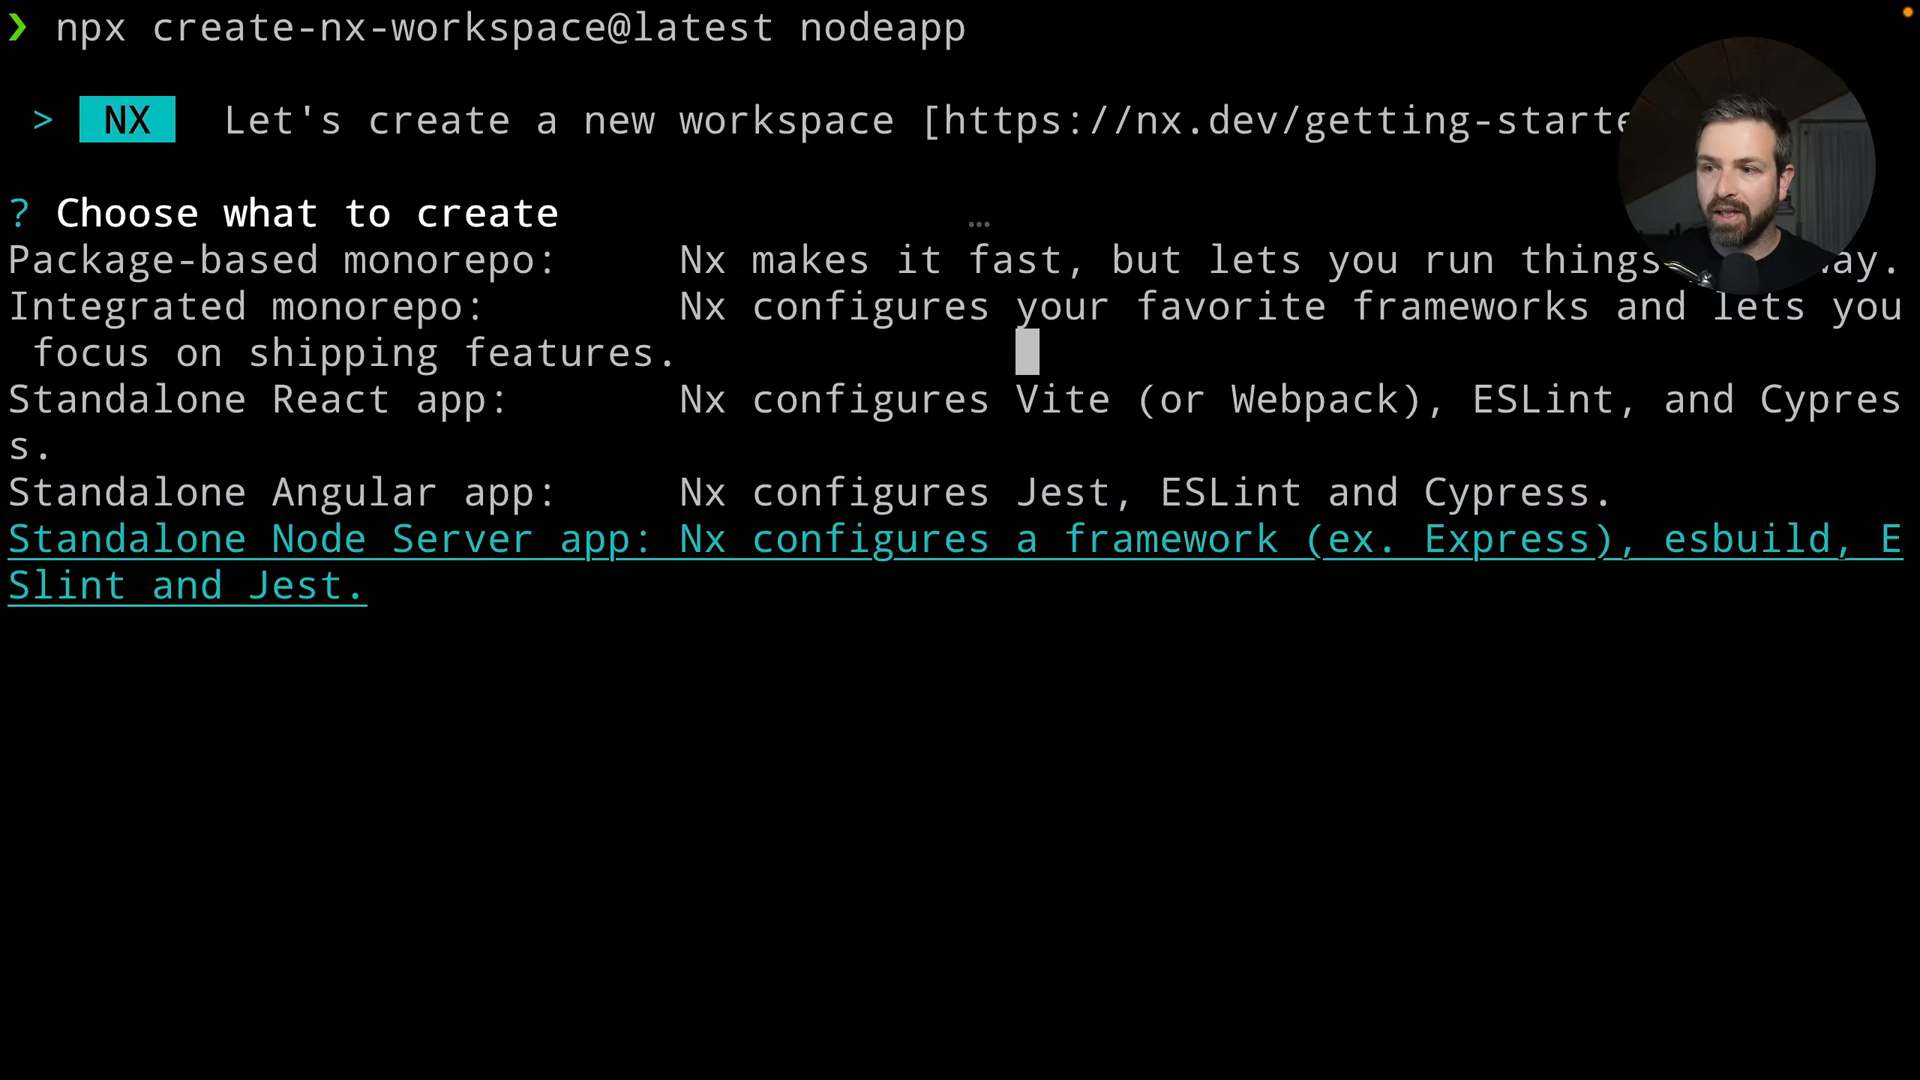 ❯ npx create-nx-workspace@latest nodeapp
> NX Let's create a new workspace [https://nx.dev/getting-starte
? Choose what to create …
Package-based monorepo: Nx makes it fast, but lets you run things
Integrated monorepo: Nx configures your favorite frameworks and lets you
focus on shipping features.
Standalone React app: Nx configures Vite (or Webpack), ESLint, and Cypres
s.
Standalone Angular app: Nx configures Jest, ESLint and Cypress.
Standalone Node Server app: Nx configures a framework (ex. Express), esbuild, E
Slint and Jest.